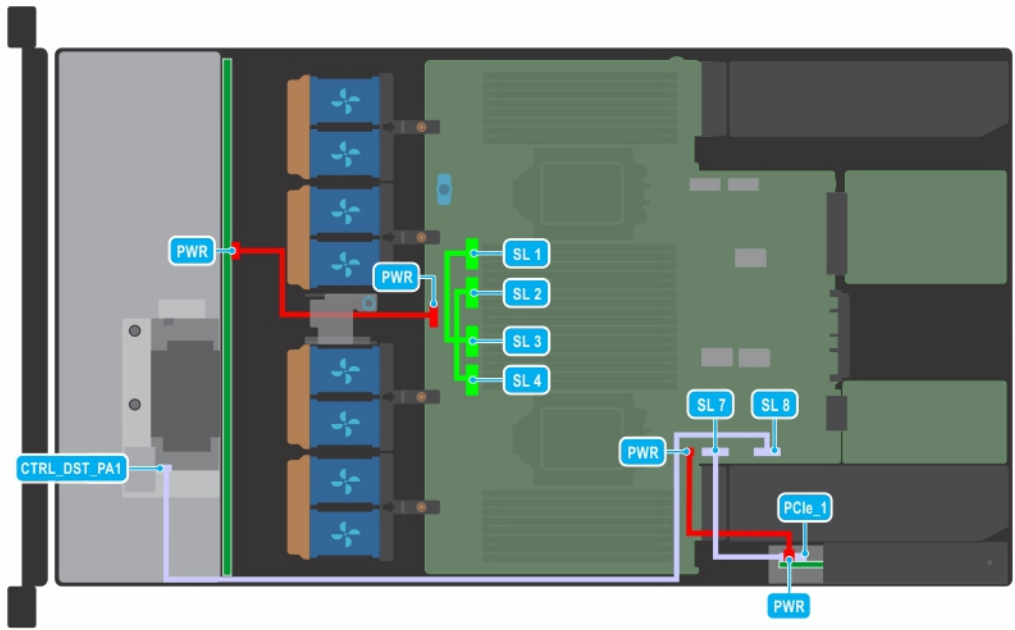 PWR
PWR
SL 1
SL 2
SL 3
SL 4
SL 7
SL 8
PWR
CTRL_DST_PA1
PCIe_1
PWR